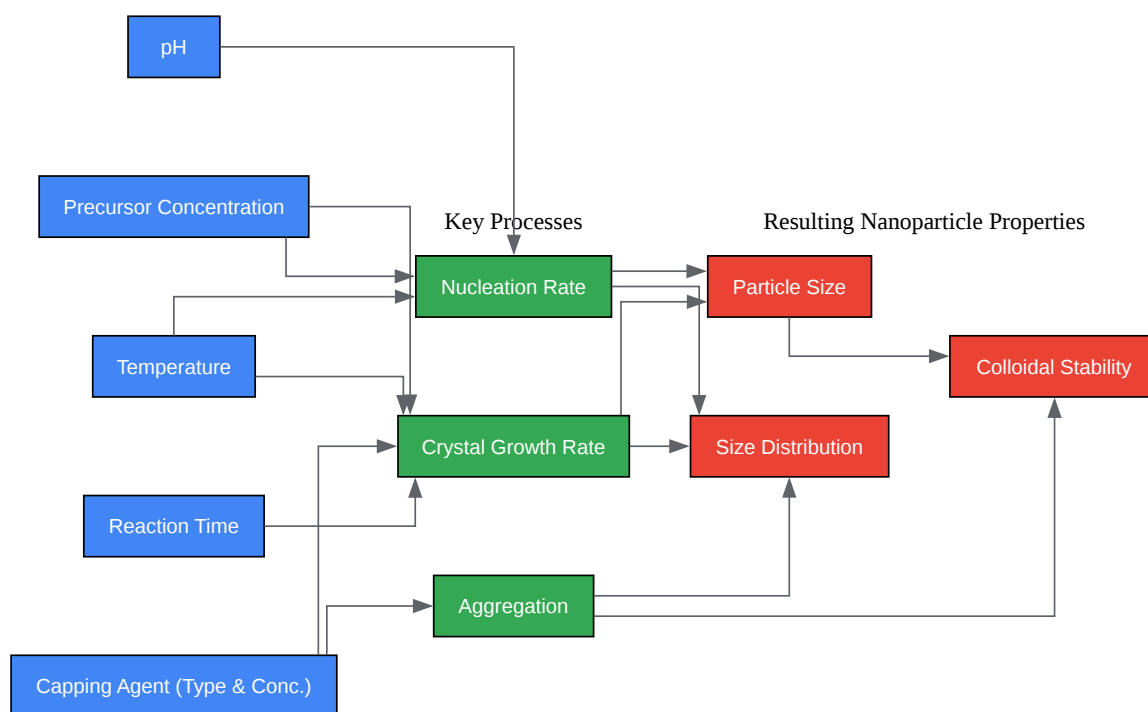 pH
Precursor Concentration
Key Processes
Resulting Nanoparticle Properties
Nucleation Rate
Particle Size
Temperature
Colloidal Stability
Crystal Growth Rate
Size Distribution
Reaction Time
Aggregation
Capping Agent (Type & Conc.)